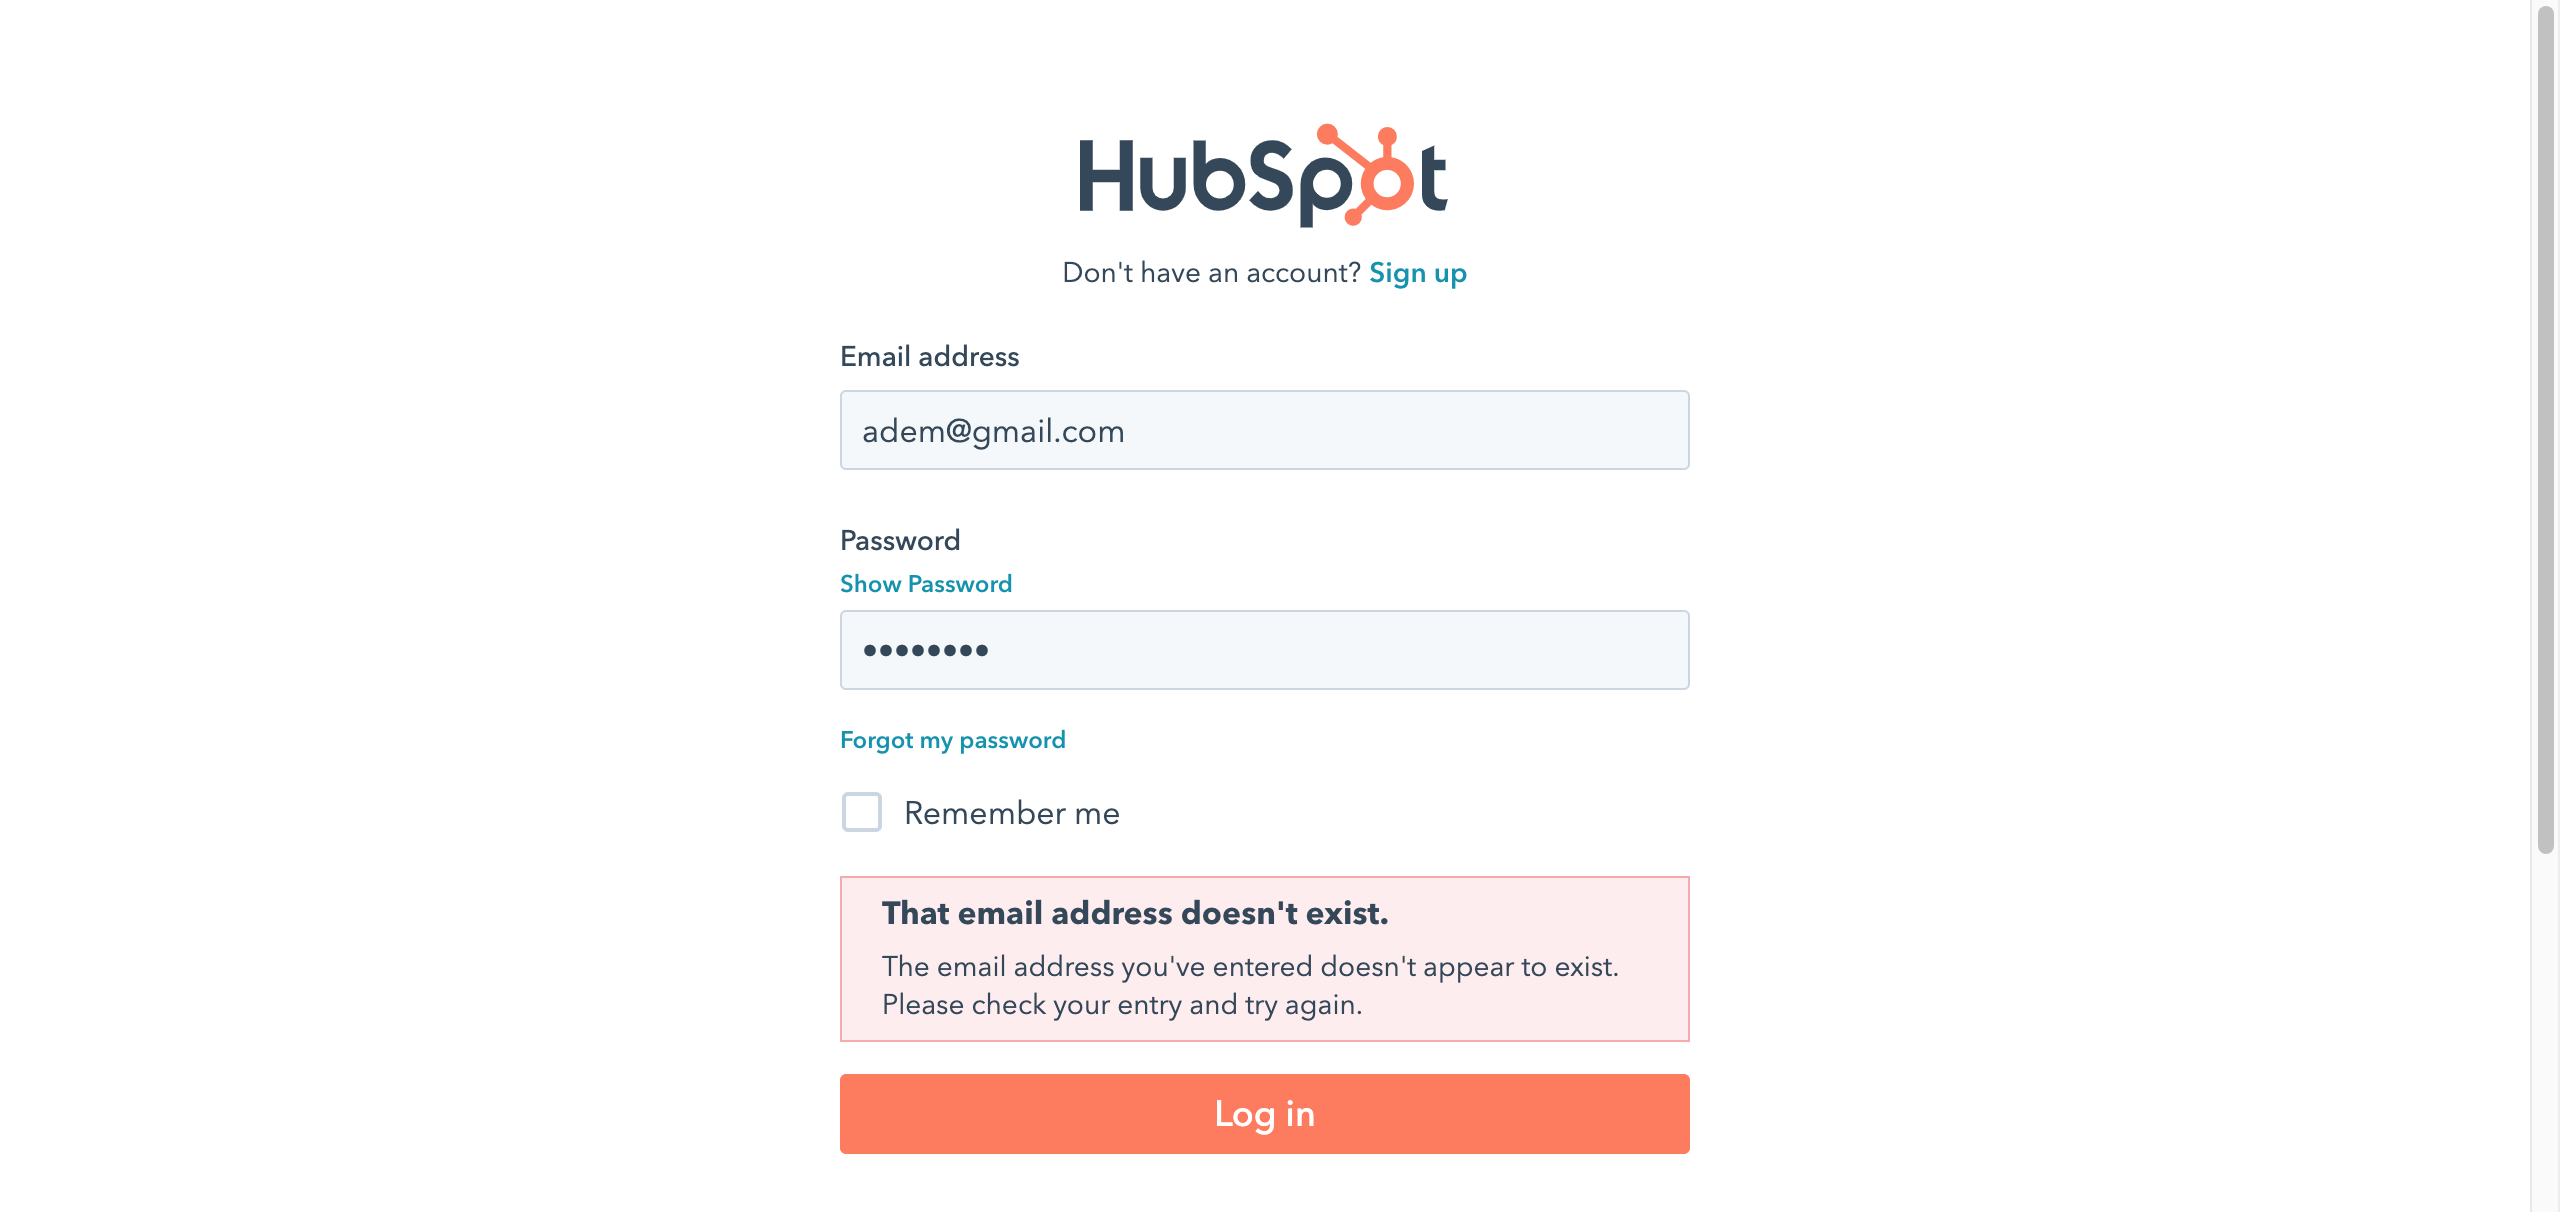 HubSpot
Don't have an account? Sign up
Email address
adem@gmail.com
Password
Show Password
••••••••
Forgot my password
Remember me
That email address doesn't exist.
The email address you've entered doesn't appear to exist.
Please check your entry and try again.
Log in